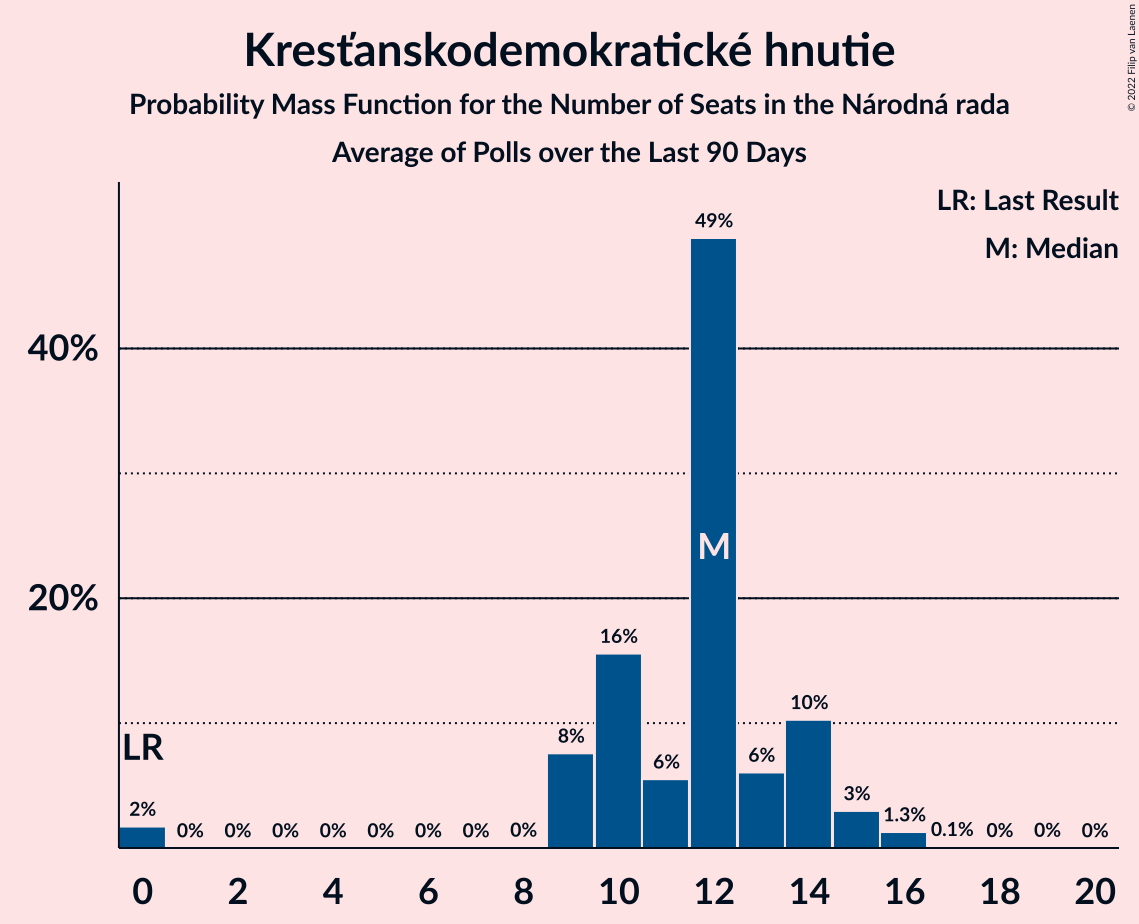 Kresťanskodemokratické hnutie
Probability Mass Function for the Number of Seats in the Národná rada
Average of Polls over the Last 90 Days
© 2022 Filip van Laenen
LR: Last Result
M: Median
40%
20%
49%
M
16%
10%
8%
6%
6%
3%
2%
1.3%
0.1%
LR
0% 0% 0% 0% 0% 0% 0% 0% 0% 0% 0%
0 2 4 6 8 10 12 14 16 18 20